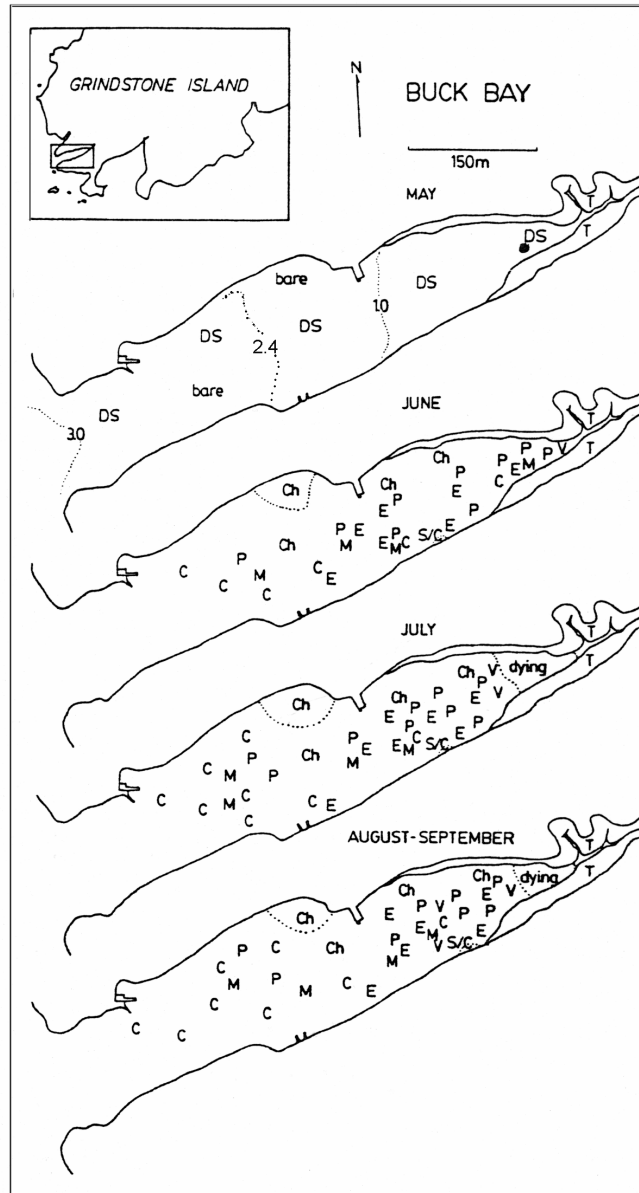 GRINDSTONE ISLAND
N
BUCK BAY
150m
MAY
T
DS T
bare 1.0 DS
DS 2.4 DS
bare
DS
3.0
JUNE
T
P V T
Ch P M P
Ch Ch P C E
E P E P
P E P S/C E
Ch M E M C
P C
C M E
C C
JULY
T
dying T
Ch P V
Ch P E V
Ch E P E P P
C P P C S/C E
Ch M E E M
C P P
M
C C M C C E
C
AUGUST-SEPTEMBER
T
dying T
Ch P
Ch E V
Ch E P V P P P
C
E M S/C E
P C Ch P E V
C M
M P M C E
C C
C C